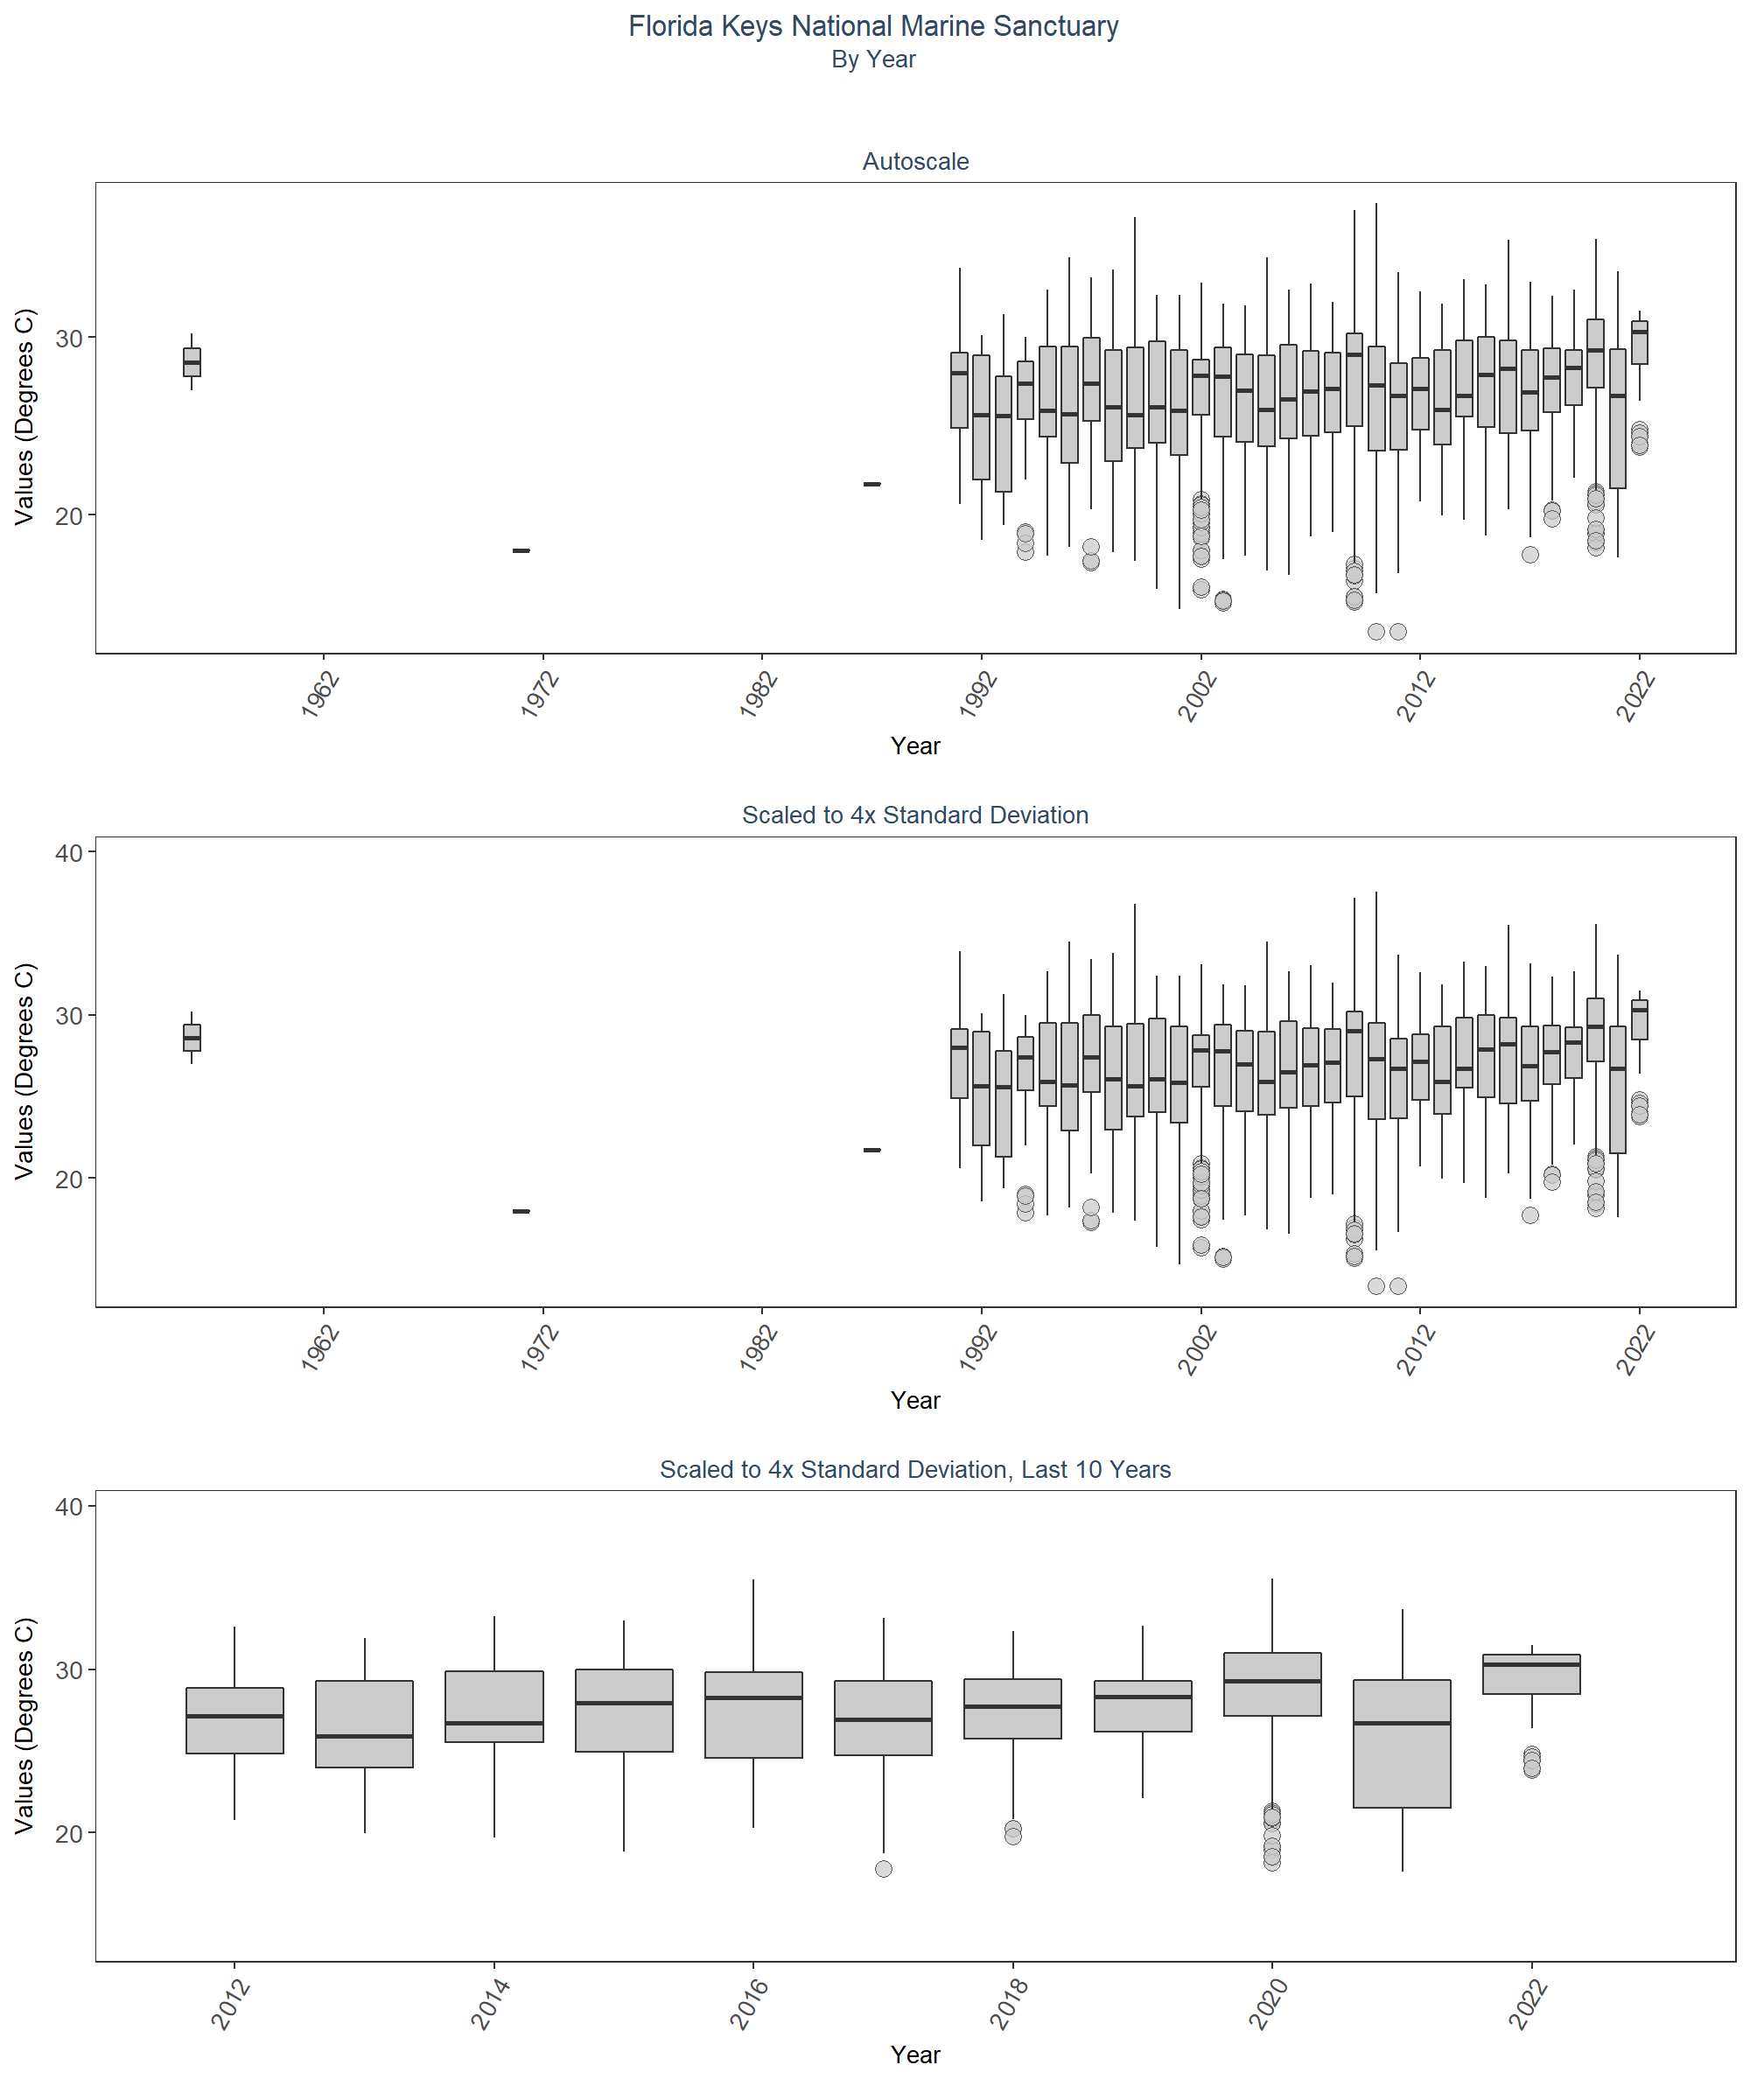 Florida Keys National Marine Sanctuary
By Year
Autoscale
Values (Degrees C)
30
20
1962 1972 1982 1992 2002 2012 2022
Year
Scaled to 4x Standard Deviation
Values (Degrees C)
40
30
20
1962 1972 1982 1992 2002 2012 2022
Year
Scaled to 4x Standard Deviation, Last 10 Years
Values (Degrees C)
40
30
20
2012 2014 2016 2018 2020 2022
Year